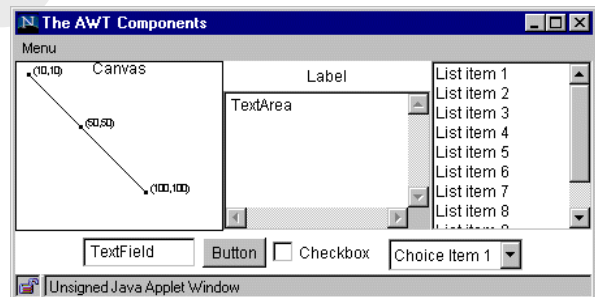 The AWT Components
Menu
Canvas
(10,10)
(50,50)
(100,100)
Label
TextArea
List item 1
List item 2
List item 3
List item 4
List item 5
List item 6
List item 7
List item 8
TextField
Button
Checkbox
Choice Item 1
Unsigned Java Applet Window